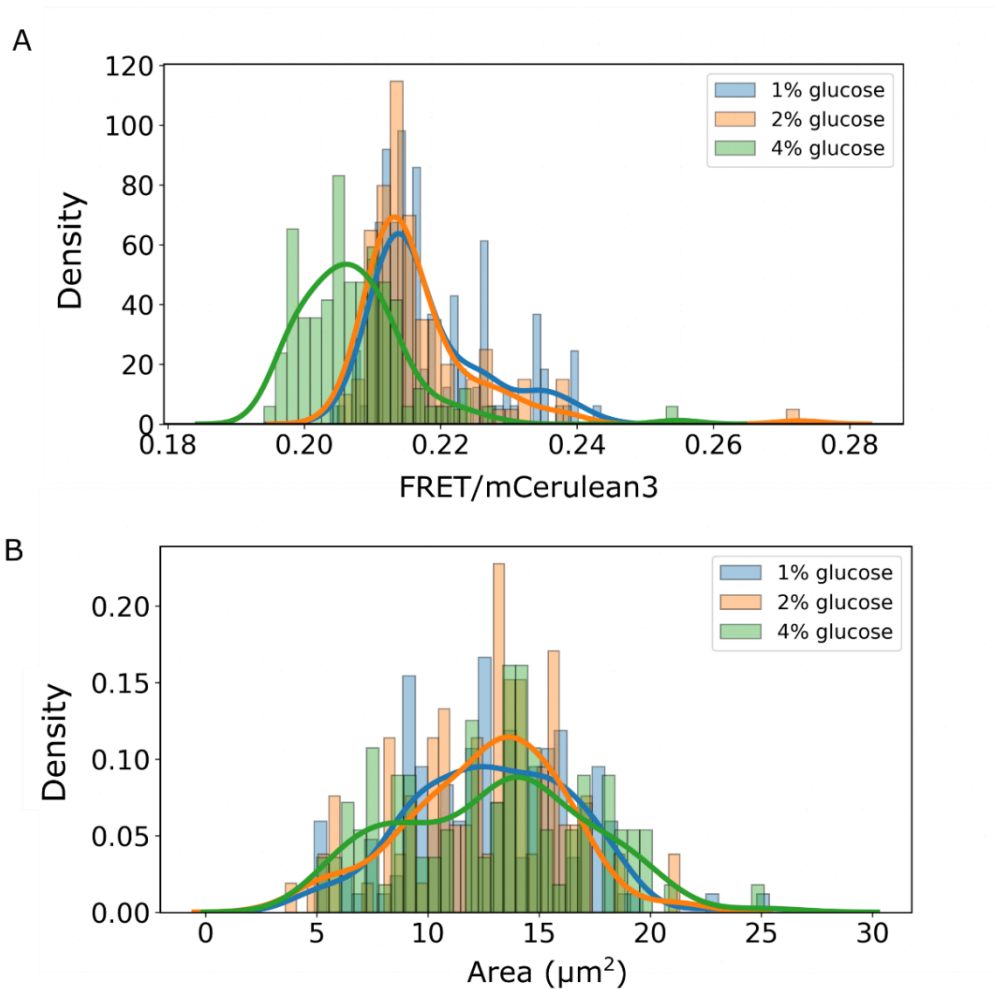 A
120
100
80
60
40
20
0
Density
1% glucose
2% glucose
4% glucose
0.18 0.20 0.22 0.24 0.26 0.28
FRET/mCerulean3
B
0.20
0.15
0.10
0.05
0.00
Density
1% glucose
2% glucose
4% glucose
0 5 10 15 20 25 30
Area (μm²)